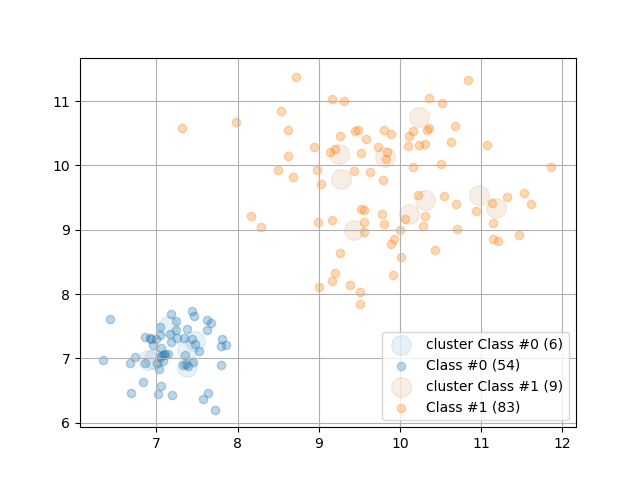 11
10
9
8
7
6
cluster Class #0 (6)
Class #0 (54)
cluster Class #1 (9)
Class #1 (83)
7 8 9 10 11 12